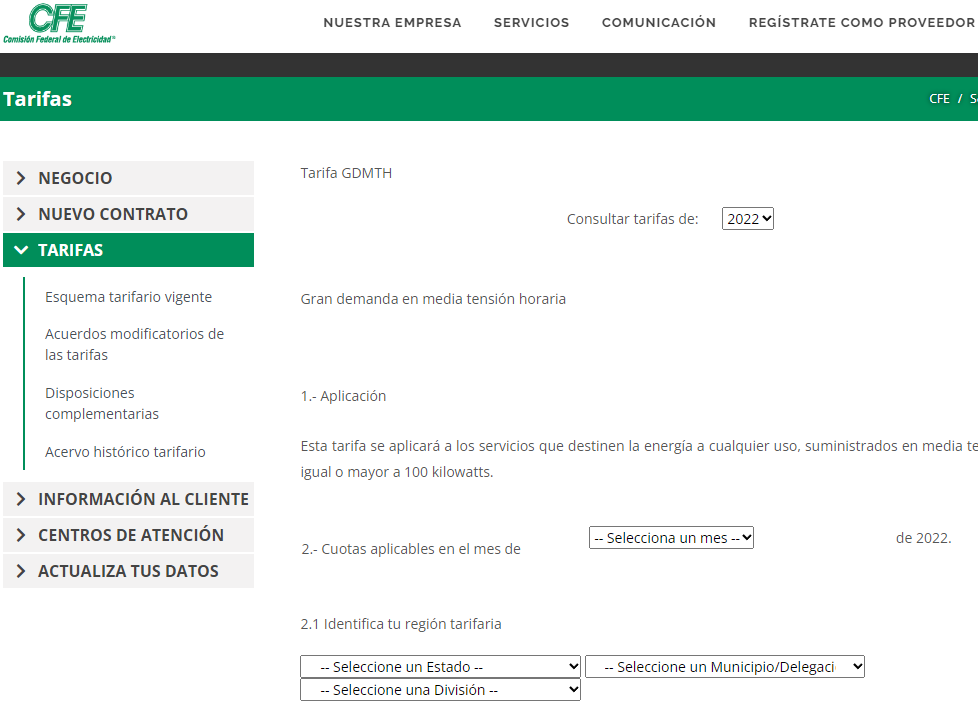 CFE
Comisión Federal de Electricidad®
NUESTRA EMPRESA SERVICIOS COMUNICACIÓN REGÍSTRATE COMO PROVEEDOR
Tarifas
CFE / S
NEGOCIO
NUEVO CONTRATO
TARIFAS
Esquema tarifario vigente
Acuerdos modificatorios de
las tarifas
Disposiciones
complementarias
Acervo histórico tarifario
INFORMACIÓN AL CLIENTE
CENTROS DE ATENCIÓN
ACTUALIZA TUS DATOS
Tarifa GDMTH
Consultar tarifas de: 2022
Gran demanda en media tensión horaria
1.- Aplicación
Esta tarifa se aplicará a los servicios que destinen la energía a cualquier uso, suministrados en media te
igual o mayor a 100 kilowatts.
2.- Cuotas aplicables en el mes de -- Selecciona un mes -- de 2022.
2.1 Identifica tu región tarifaria
-- Seleccione un Estado -- -- Seleccione un Municipio/Delegaci
-- Seleccione una División --